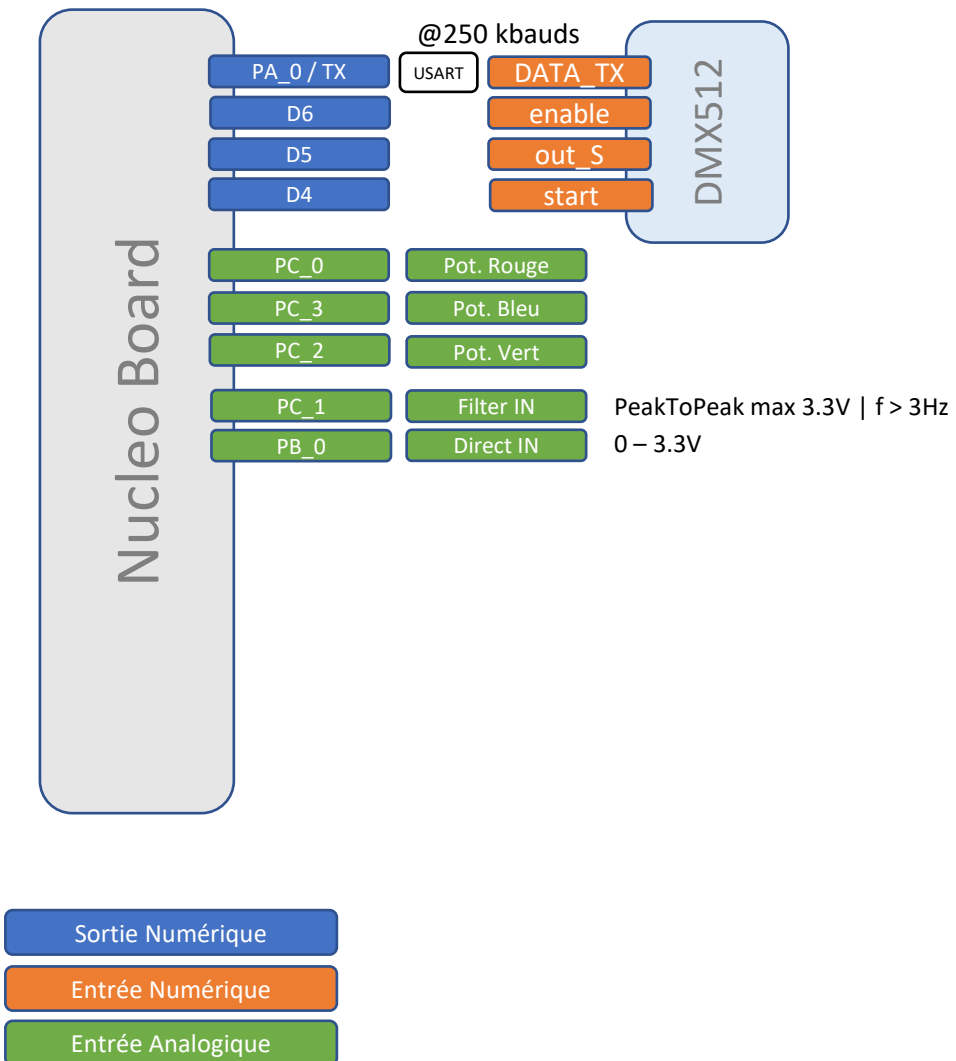 @250 kbauds
PA_0 / TX USART DATA_TX
D6 enable
D5 out_S
D4 start
DMX512
Nucleo Board
PC_0 Pot. Rouge
PC_3 Pot. Bleu
PC_2 Pot. Vert
PC_1 Filter IN PeakToPeak max 3.3V | f > 3Hz
PB_0 Direct IN 0 – 3.3V
Sortie Numérique
Entrée Numérique
Entrée Analogique